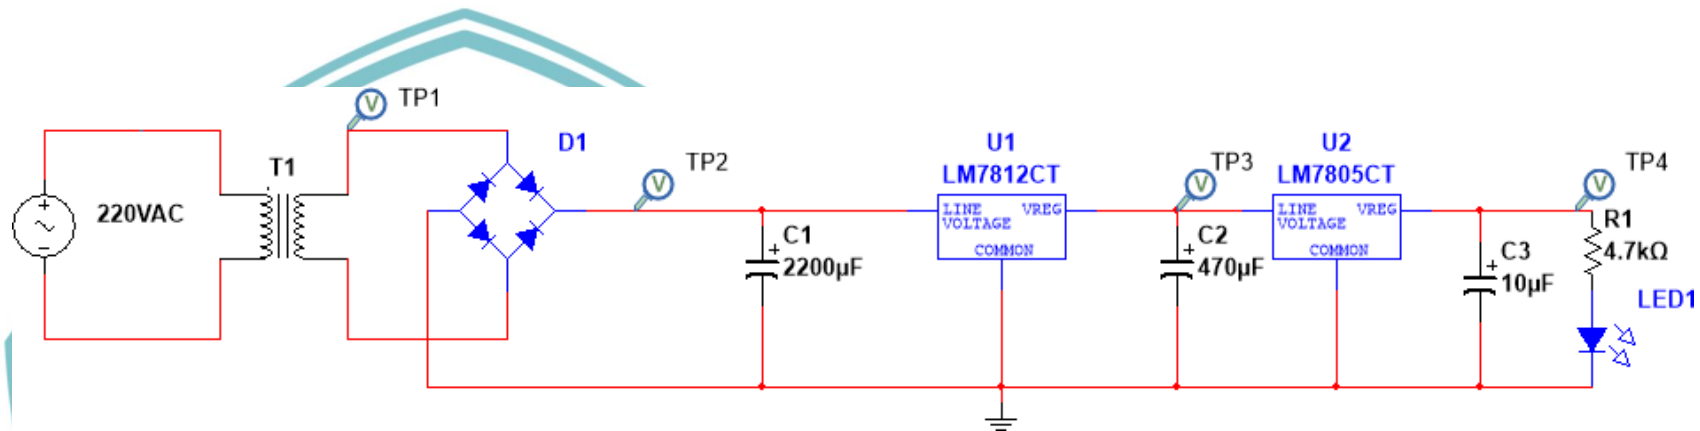 TP1
T1
220VAC
D1
TP2
C1
2200µF
U1
LM7812CT
LINE VREG
VOLTAGE
COMMON
TP3
C2
470µF
U2
LM7805CT
LINE VREG
VOLTAGE
COMMON
TP4
C3
10µF
R1
4.7kΩ
LED1